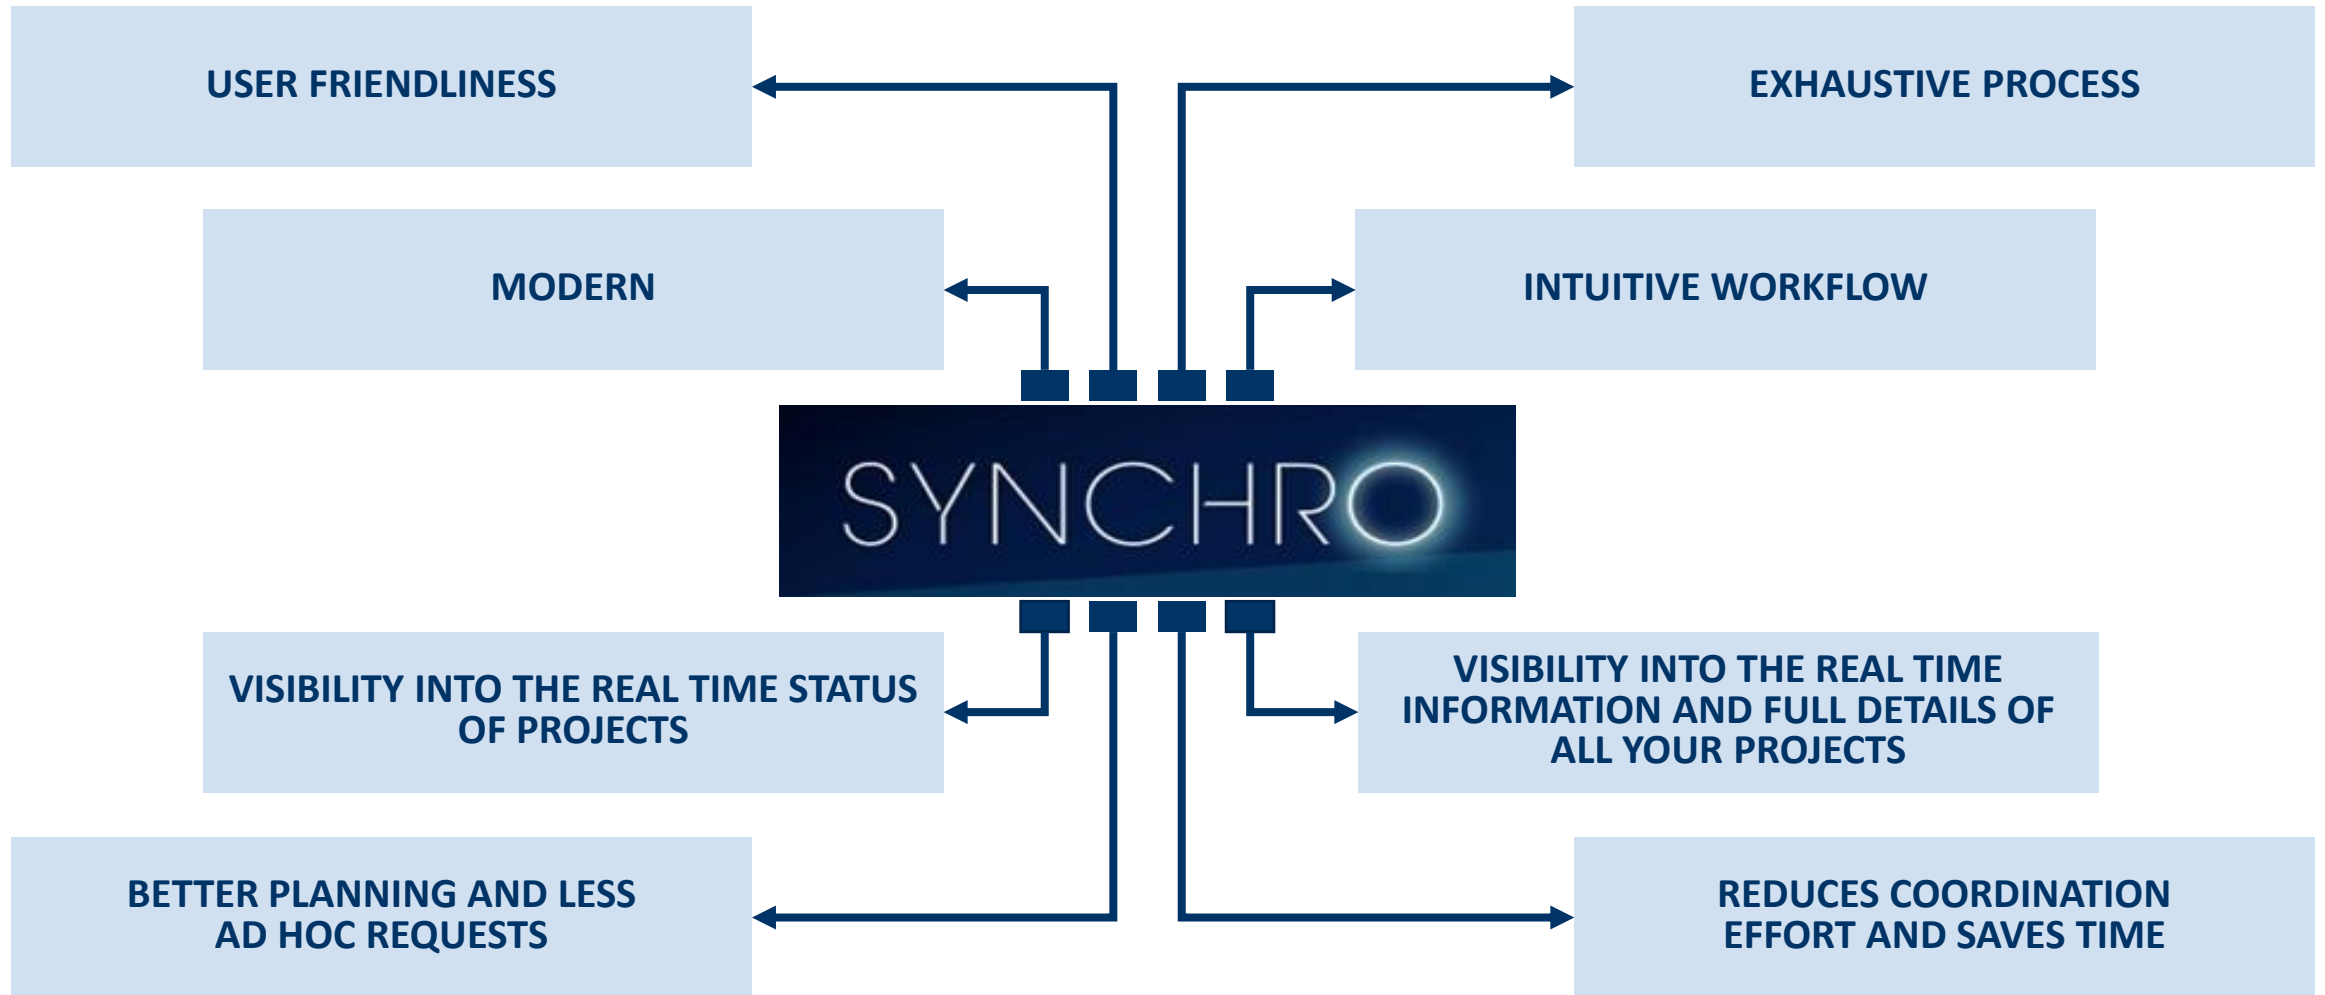 USER FRIENDLINESS
EXHAUSTIVE PROCESS
MODERN
INTUITIVE WORKFLOW
SYNCHRO
VISIBILITY INTO THE REAL TIME STATUS
OF PROJECTS
VISIBILITY INTO THE REAL TIME
INFORMATION AND FULL DETAILS OF
ALL YOUR PROJECTS
BETTER PLANNING AND LESS
AD HOC REQUESTS
REDUCES COORDINATION
EFFORT AND SAVES TIME